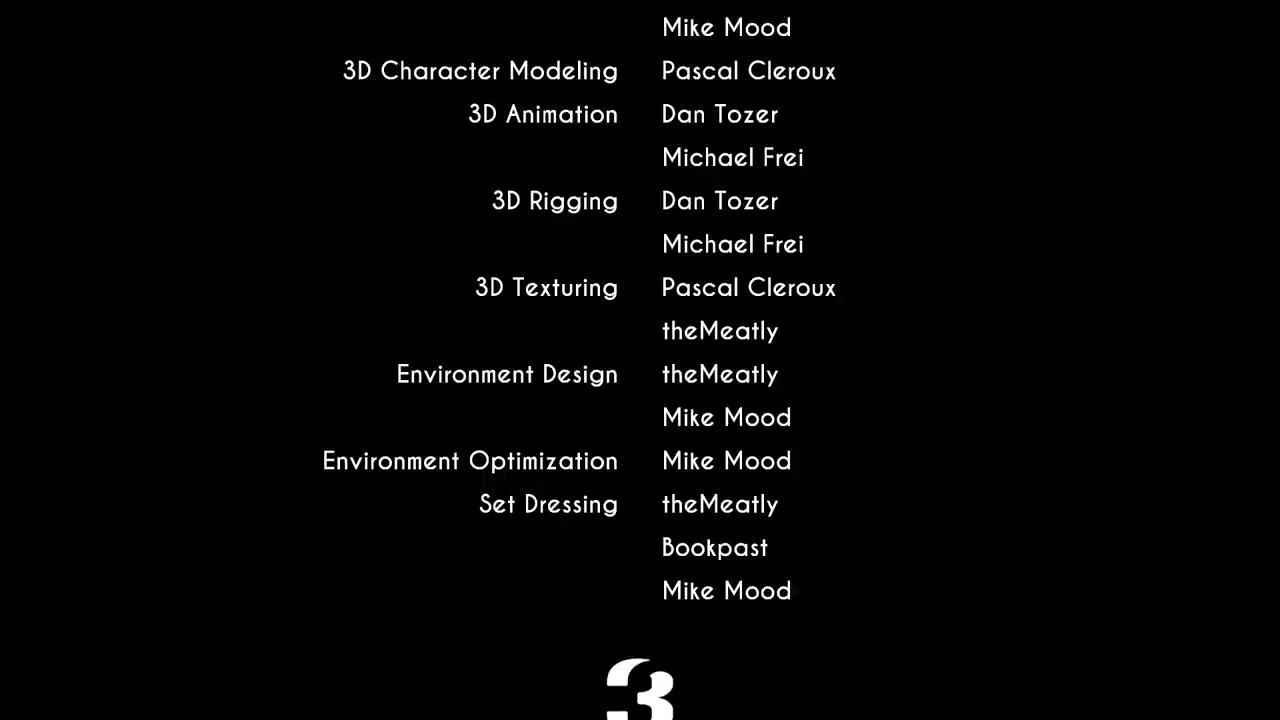 Mike Mood
3D Character Modeling Pascal Cleroux
3D Animation Dan Tozer
Michael Frei
3D Rigging Dan Tozer
Michael Frei
3D Texturing Pascal Cleroux
theMeatly
Environment Design theMeatly
Mike Mood
Environment Optimization Mike Mood
Set Dressing theMeatly
Bookpast
Mike Mood
3